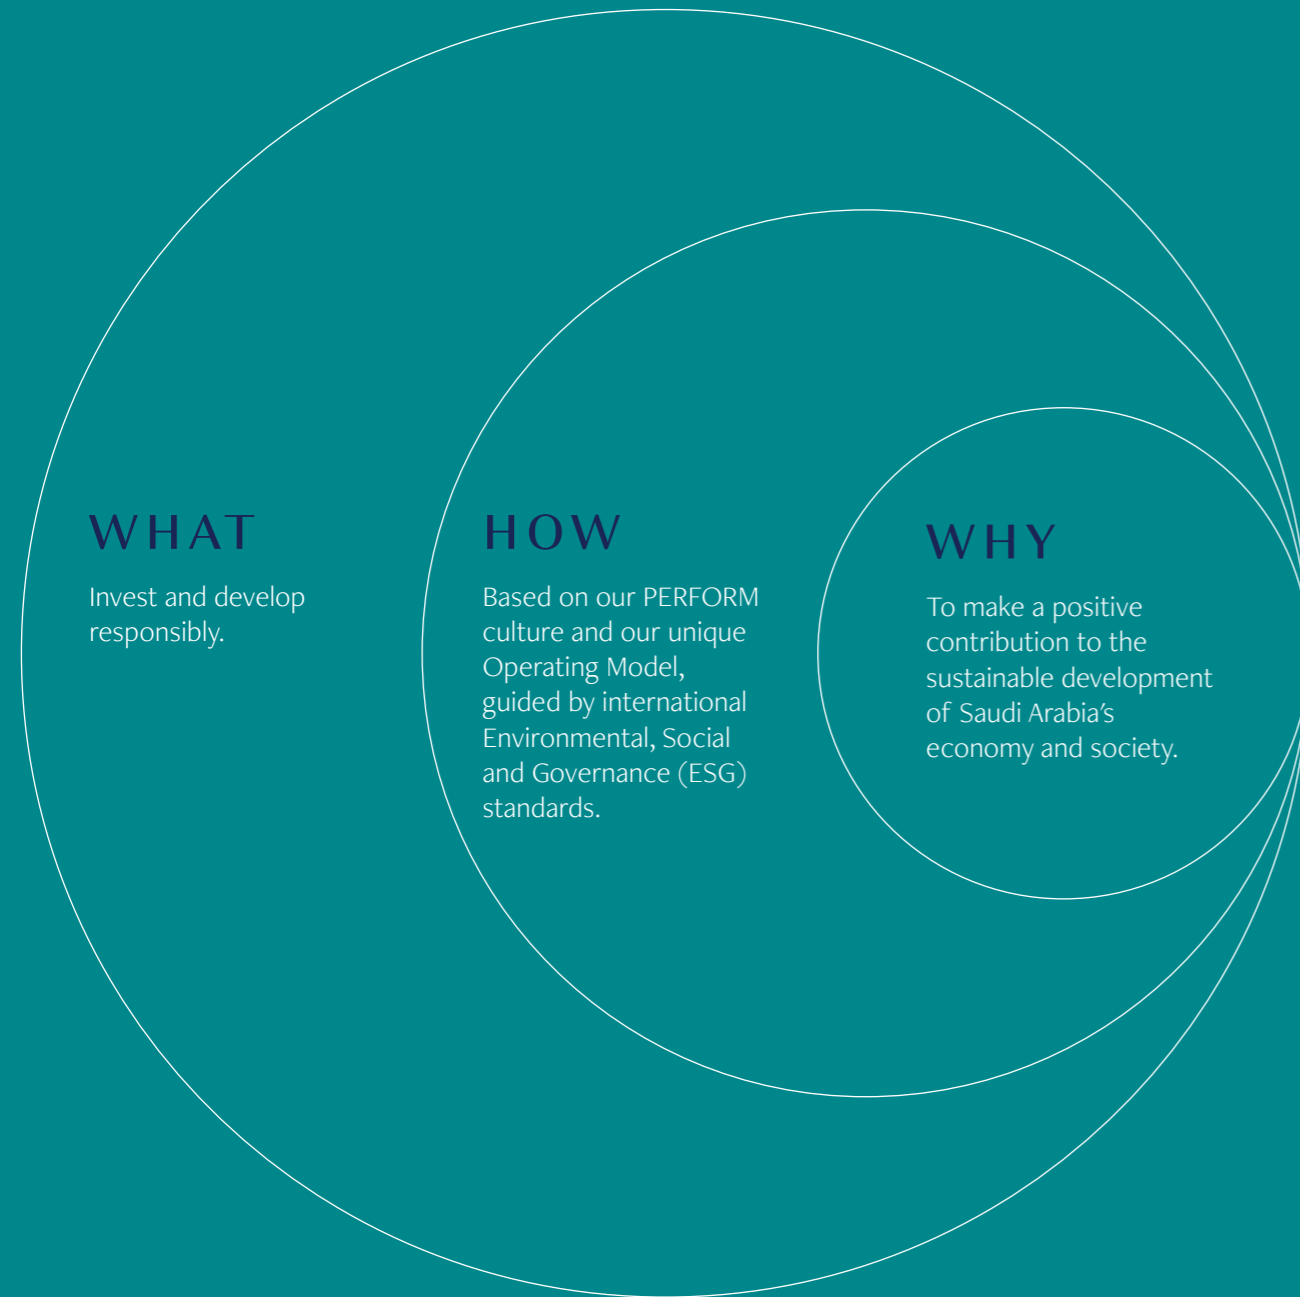 WHAT
Invest and develop
responsibly.
HOW
Based on our PERFORM
culture and our unique
Operating Model,
guided by international
Environmental, Social
and Governance (ESG)
standards.
WHY
To make a positive
contribution to the
sustainable development
of Saudi Arabia’s
economy and society.